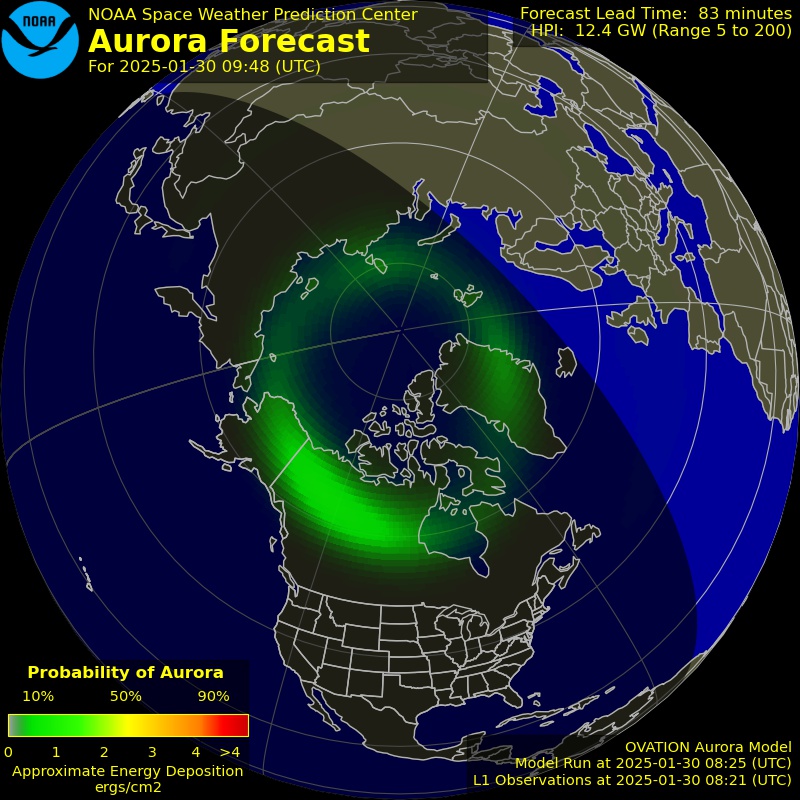 NOAA
NOAA Space Weather Prediction Center
Aurora Forecast
For 2025-01-30 09:48 (UTC)
Forecast Lead Time: 83 minutes
HPI: 12.4 GW (Range 5 to 200)
Probability of Aurora
10% 50% 90%
0 1 2 3 4 >4
Approximate Energy Deposition
ergs/cm2
OVATION Aurora Model
Model Run at 2025-01-30 08:25 (UTC)
L1 Observations at 2025-01-30 08:21 (UTC)